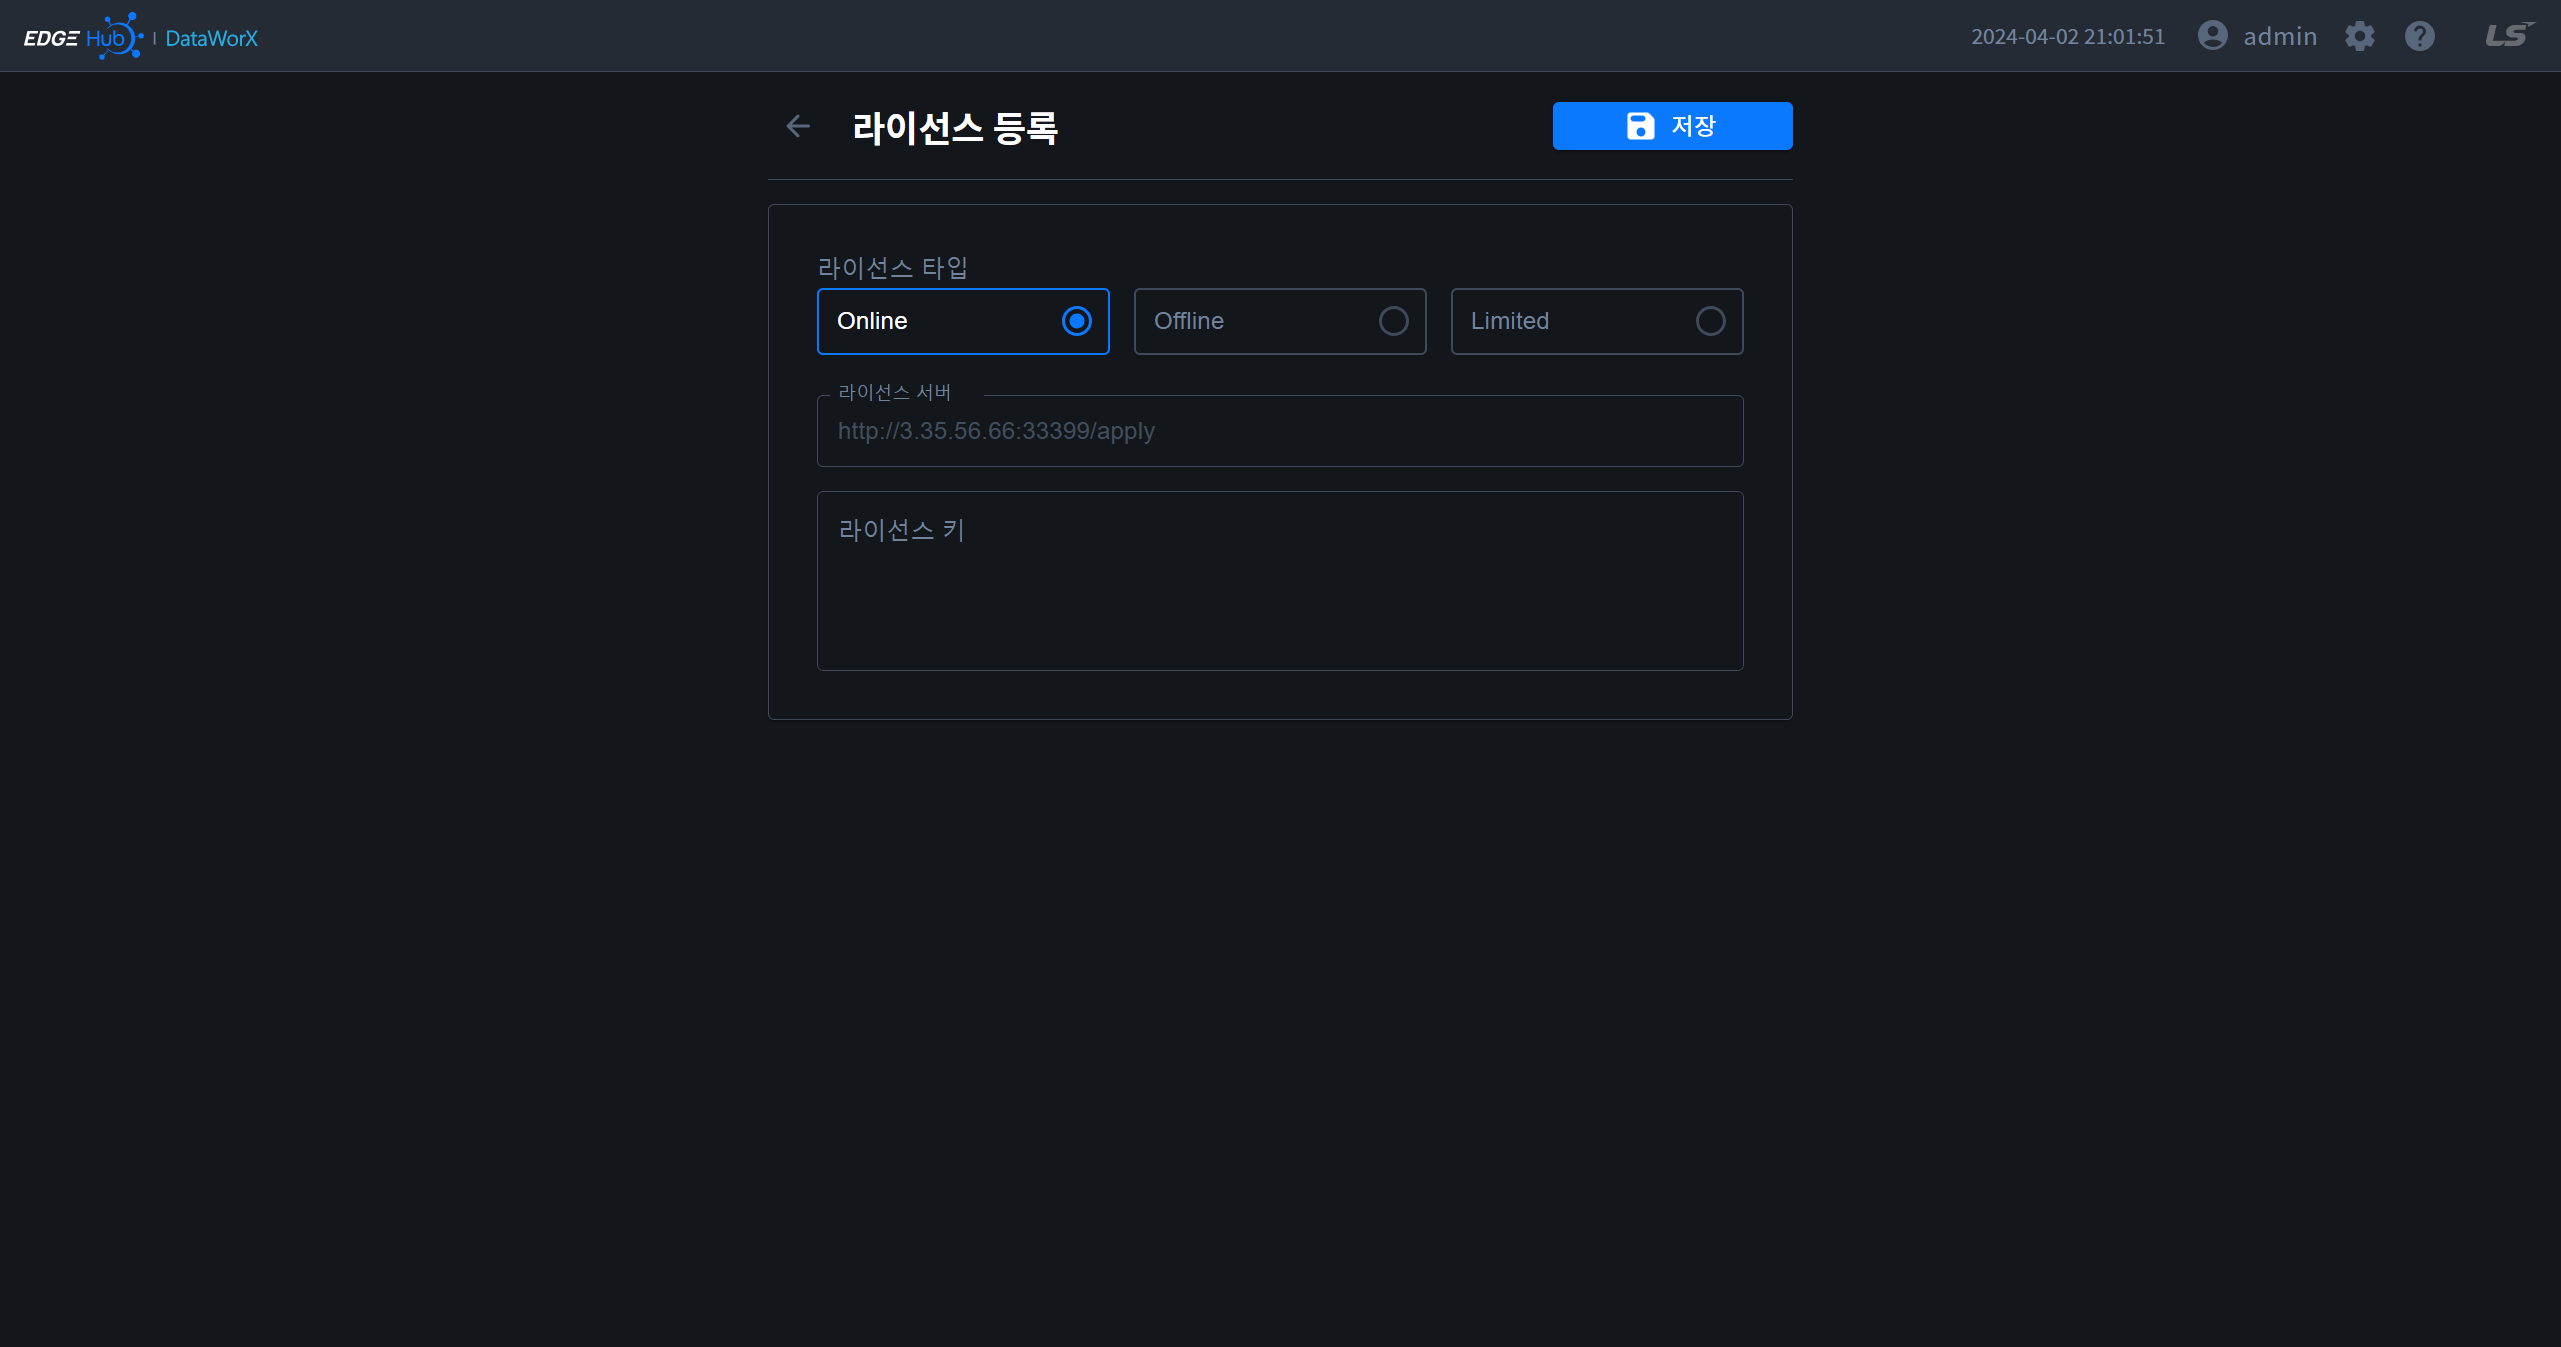 EDGE Hub | DataWorX
2024-04-02 21:01:51 admin LS
라이선스 등록
저장
라이선스 타입
Online
Offline
Limited
라이선스 서버
http://3.35.56.66:33399/apply
라이선스 키